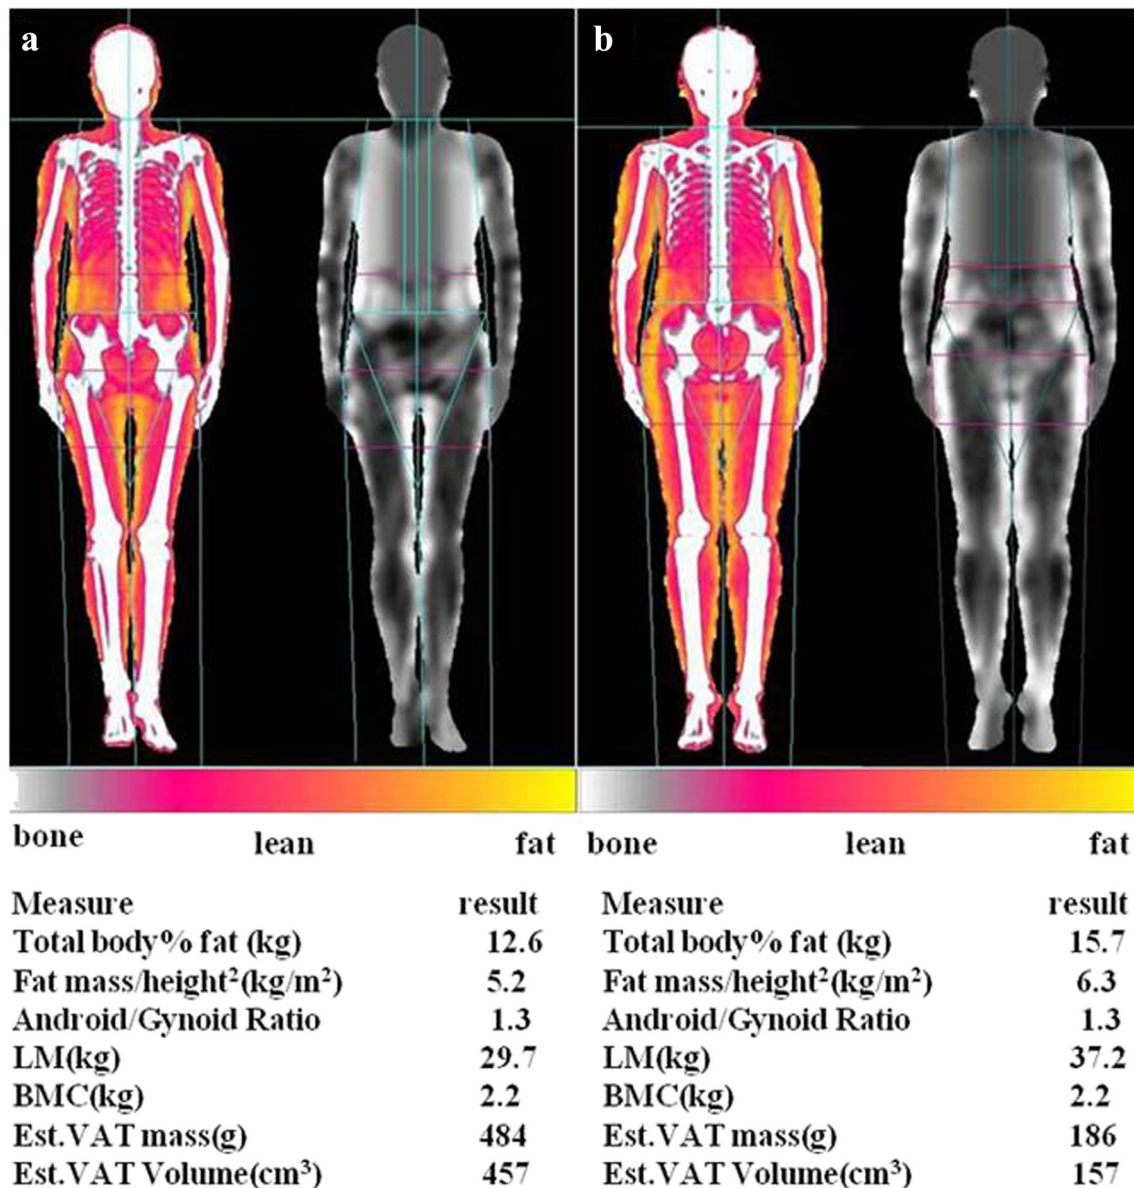 a
b
bone lean fat
bone lean fat
Measure result
Total body% fat (kg) 12.6
Fat mass/height²(kg/m²) 5.2
Android/Gynoid Ratio 1.3
LM(kg) 29.7
BMC(kg) 2.2
Est.VAT mass(g) 484
Est.VAT Volume(cm³) 457
Measure result
Total body% fat (kg) 15.7
Fat mass/height²(kg/m²) 6.3
Android/Gynoid Ratio 1.3
LM(kg) 37.2
BMC(kg) 2.2
Est.VAT mass(g) 186
Est.VAT Volume(cm³) 157